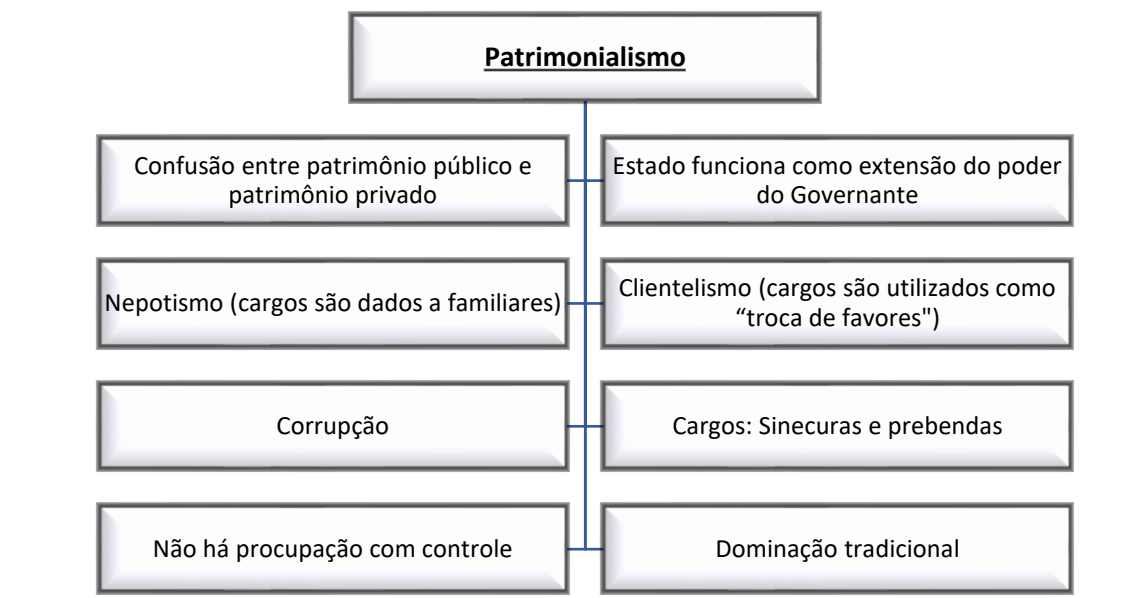 Patrimonialismo
Confusão entre patrimônio público e
patrimônio privado
Estado funciona como extensão do poder
do Governante
Nepotismo (cargos são dados a familiares)
Clientelismo (cargos são utilizados como
“troca de favores")
Corrupção
Cargos: Sinecuras e prebendas
Não há procupação com controle
Dominação tradicional